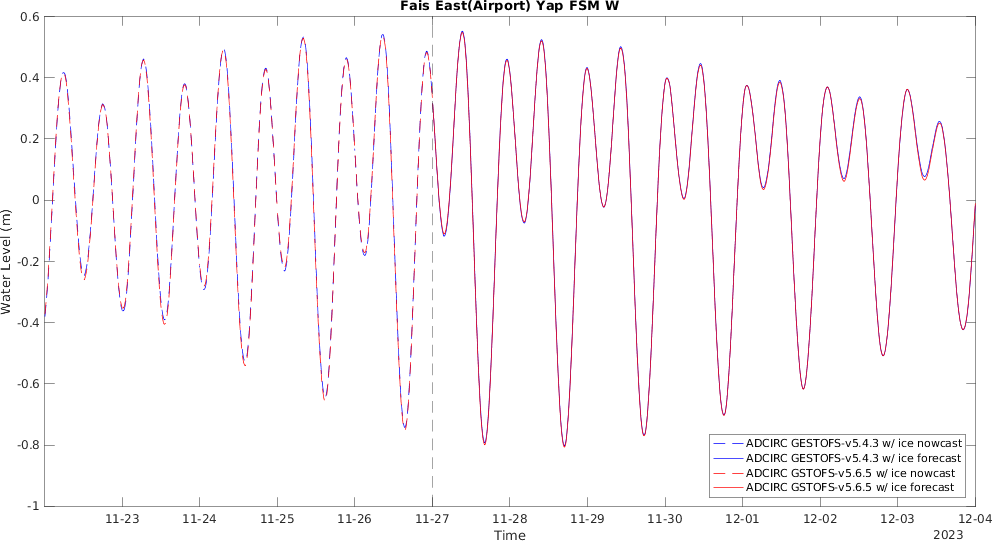 Fais East(Airport) Yap FSM W
0.6
0.4
0.2
0
-0.2
-0.4
-0.6
-0.8
-1
Water Level (m)
ADCIRC GESTOFS-v5.4.3 w/ ice nowcast
ADCIRC GESTOFS-v5.4.3 w/ ice forecast
ADCIRC GSTOFS-v5.6.5 w/ ice nowcast
ADCIRC GSTOFS-v5.6.5 w/ ice forecast
11-23 11-24 11-25 11-26 11-27 11-28 11-29 11-30 12-01 12-02 12-03 12-04
Time
2023